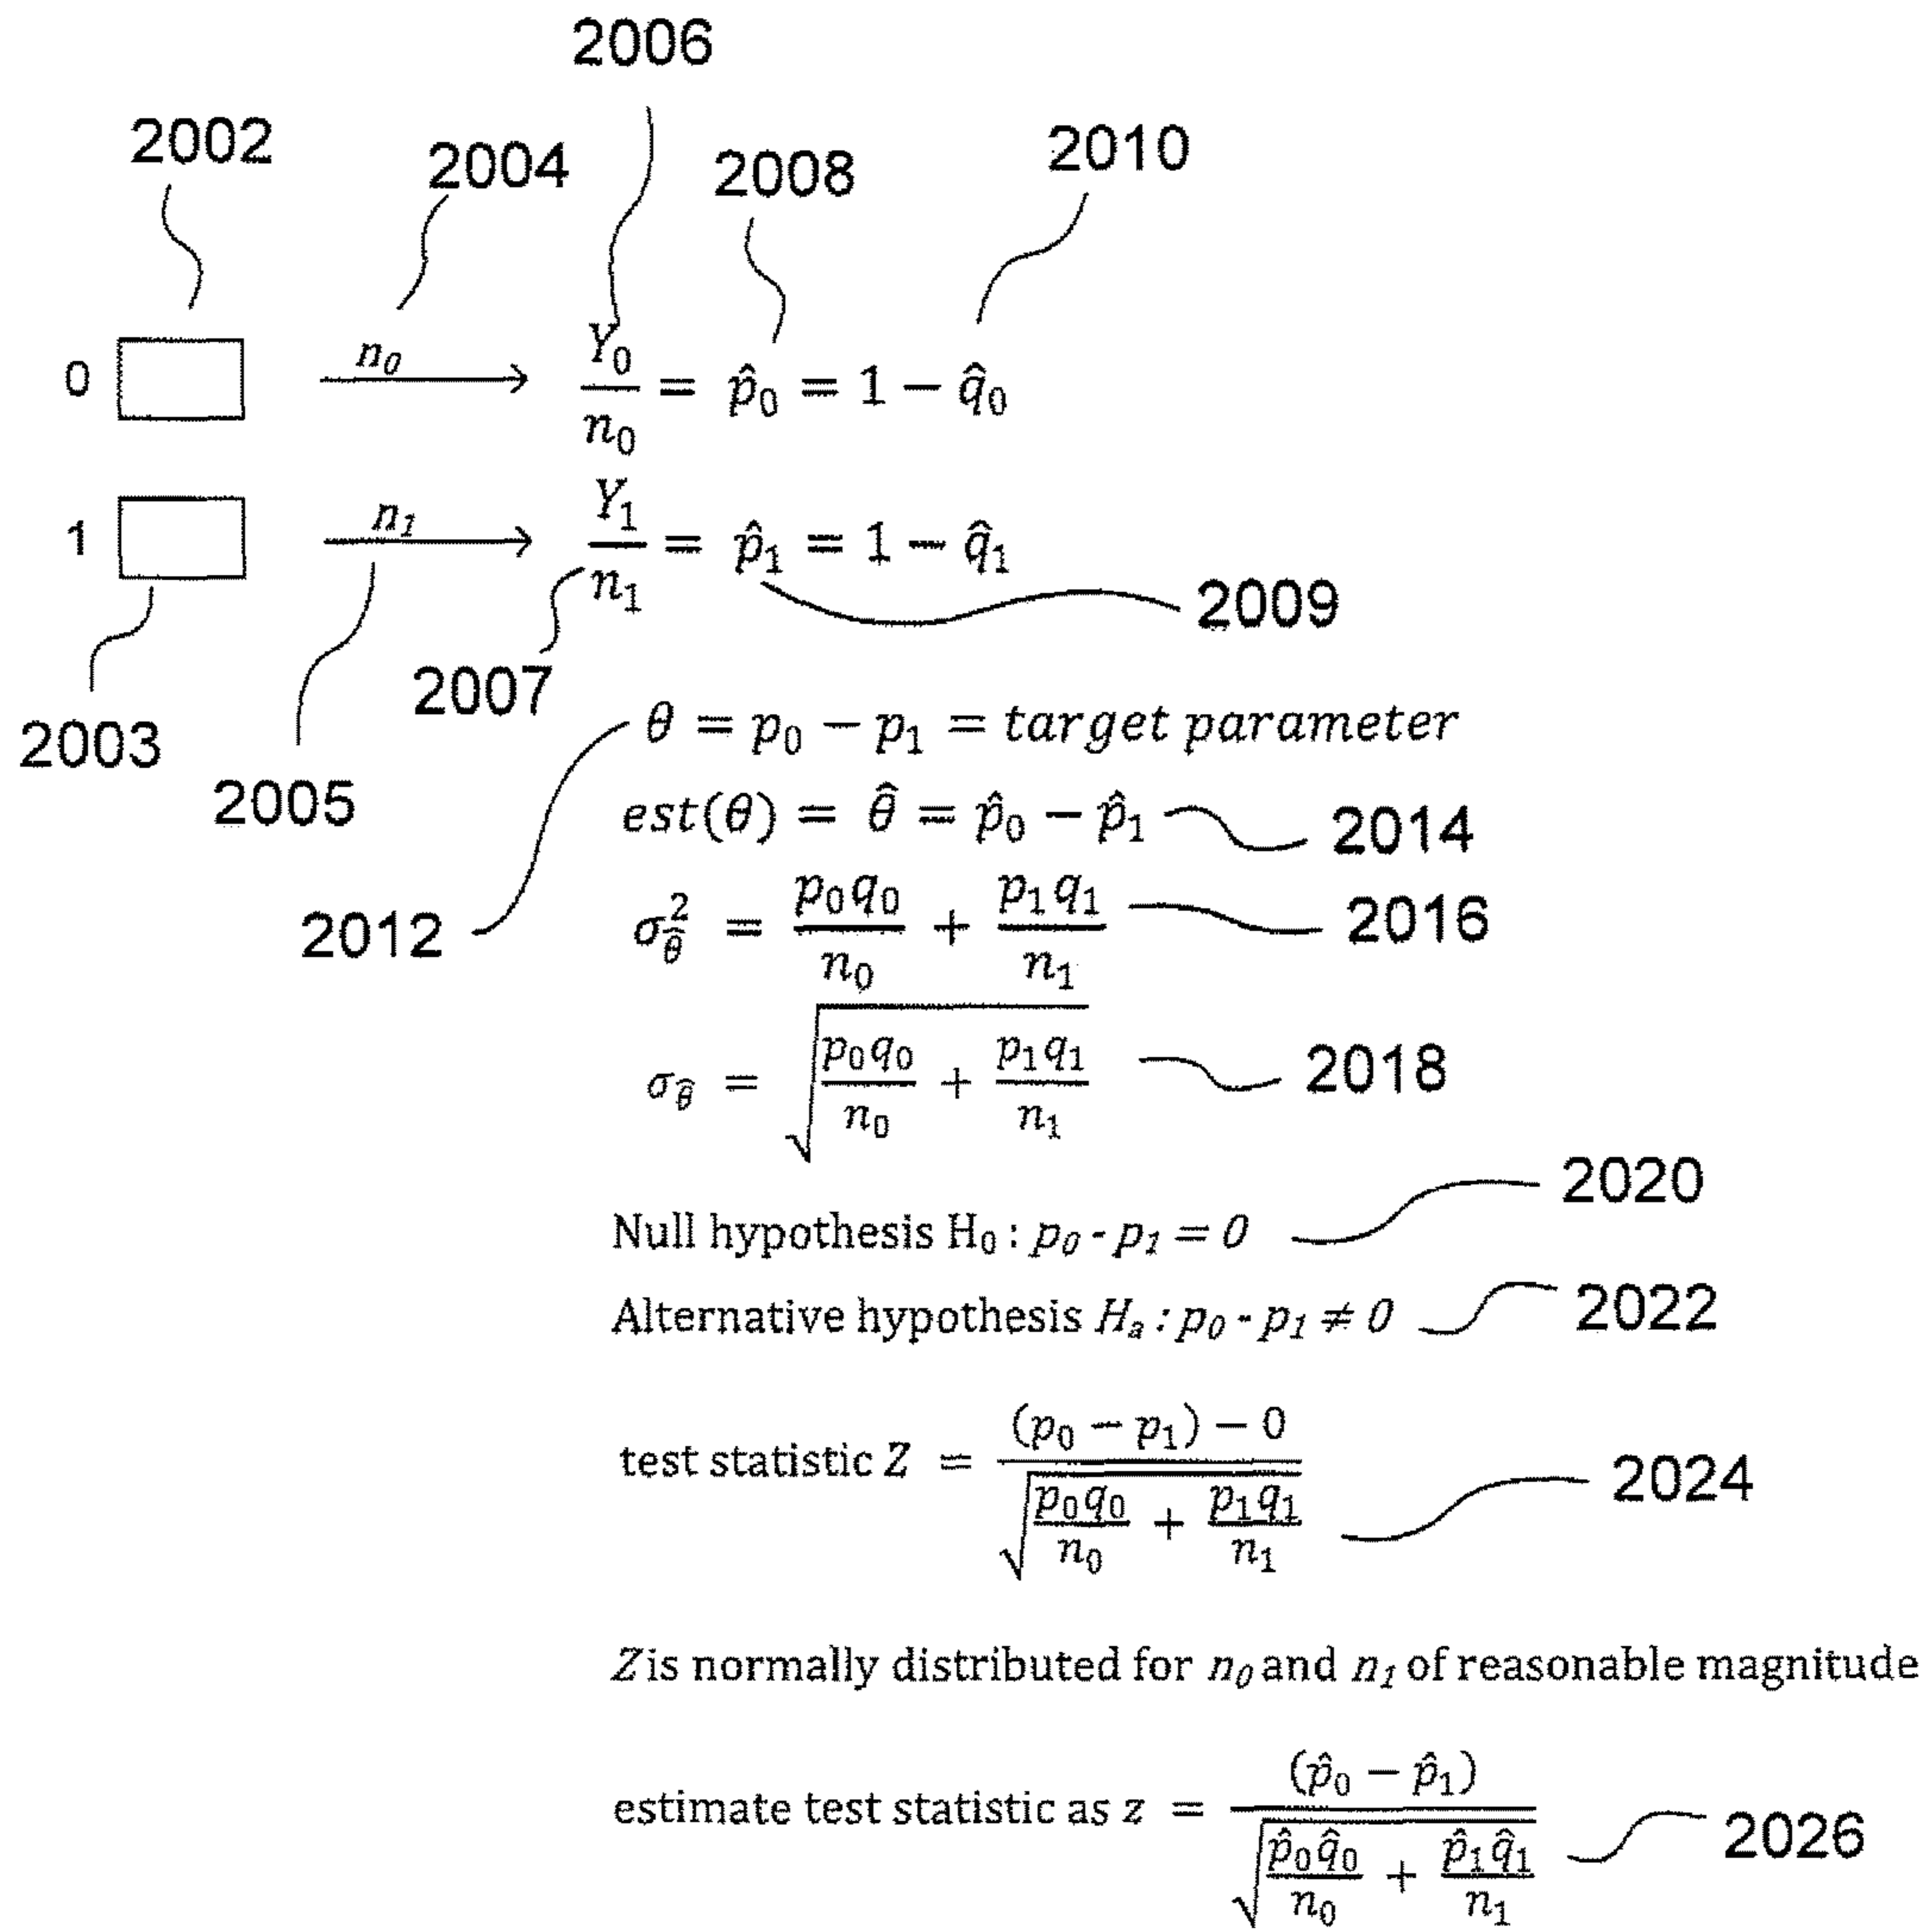 2006
2002 2004 2008 2010
0 n₀ Y₀/n₀ = p̂₀ = 1 − q̂₀
1 n₁ Y₁/n₁ = p̂₁ = 1 − q̂₁
2009
2007
2003
2005
θ = p₀ − p₁ = target parameter
est(θ) = θ̂ = p̂₀ − p̂₁ 2014
2012
σ²_θ̂ = p₀q₀/n₀ + p₁q₁/n₁ 2016
σ_θ̂ = √(p₀q₀/n₀ + p₁q₁/n₁) 2018
2020
Null hypothesis H₀ : p₀ - p₁ = 0
Alternative hypothesis Hₐ : p₀ - p₁ ≠ 0 2022
test statistic Z = ((p₀ − p₁) − 0)/√(p₀q₀/n₀ + p₁q₁/n₁) 2024
Z is normally distributed for n₀ and n₁ of reasonable magnitude
estimate test statistic as z = (p̂₀ − p̂₁)/√(p̂₀q̂₀/n₀ + p̂₁q̂₁/n₁) 2026